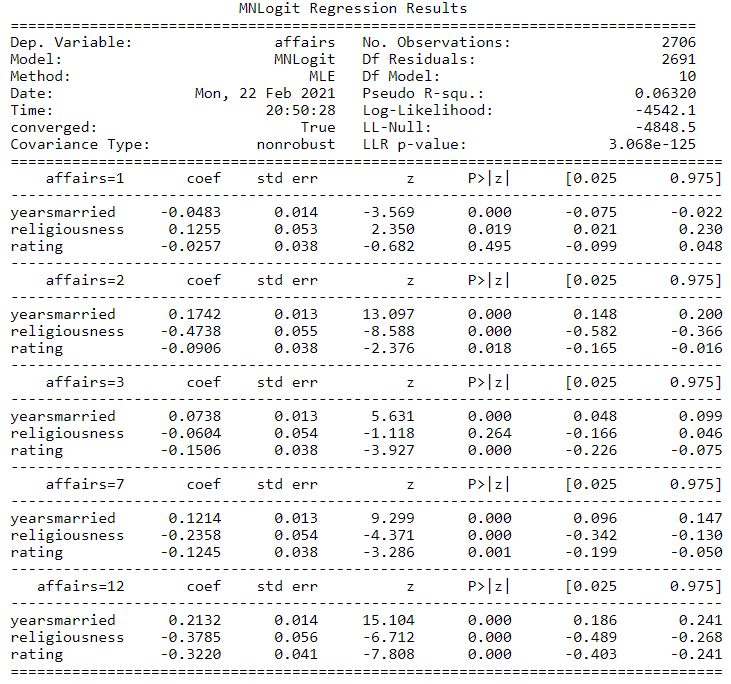 MNLogit Regression Results
==============================================================================
Dep. Variable:                affairs   No. Observations:                 2706
Model:                        MNLogit   Df Residuals:                     2691
Method:                           MLE   Df Model:                           10
Date:                Mon, 22 Feb 2021   Pseudo R-squ.:                 0.06320
Time:                        20:50:28   Log-Likelihood:                -4542.1
converged:                       True   LL-Null:                       -4848.5
Covariance Type:            nonrobust   LLR p-value:                3.068e-125
=================================================================================
    affairs=1       coef    std err          z      P>|z|      [0.025      0.975]
---------------------------------------------------------------------------------
yearsmarried     -0.0483      0.014     -3.569      0.000      -0.075      -0.022
religiousness     0.1255      0.053      2.350      0.019       0.021       0.230
rating           -0.0257      0.038     -0.682      0.495      -0.099       0.048
---------------------------------------------------------------------------------
    affairs=2       coef    std err          z      P>|z|      [0.025      0.975]
---------------------------------------------------------------------------------
yearsmarried      0.1742      0.013     13.097      0.000       0.148       0.200
religiousness    -0.4738      0.055     -8.588      0.000      -0.582      -0.366
rating           -0.0906      0.038     -2.376      0.018      -0.165      -0.016
---------------------------------------------------------------------------------
    affairs=3       coef    std err          z      P>|z|      [0.025      0.975]
---------------------------------------------------------------------------------
yearsmarried      0.0738      0.013      5.631      0.000       0.048       0.099
religiousness    -0.0604      0.054     -1.118      0.264      -0.166       0.046
rating           -0.1506      0.038     -3.927      0.000      -0.226      -0.075
---------------------------------------------------------------------------------
    affairs=7       coef    std err          z      P>|z|      [0.025      0.975]
---------------------------------------------------------------------------------
yearsmarried      0.1214      0.013      9.299      0.000       0.096       0.147
religiousness    -0.2358      0.054     -4.371      0.000      -0.342      -0.130
rating           -0.1245      0.038     -3.286      0.001      -0.199      -0.050
---------------------------------------------------------------------------------
   affairs=12       coef    std err          z      P>|z|      [0.025      0.975]
---------------------------------------------------------------------------------
yearsmarried      0.2132      0.014     15.104      0.000       0.186       0.241
religiousness    -0.3785      0.056     -6.712      0.000      -0.489      -0.268
rating           -0.3220      0.041     -7.808      0.000      -0.403      -0.241
=================================================================================